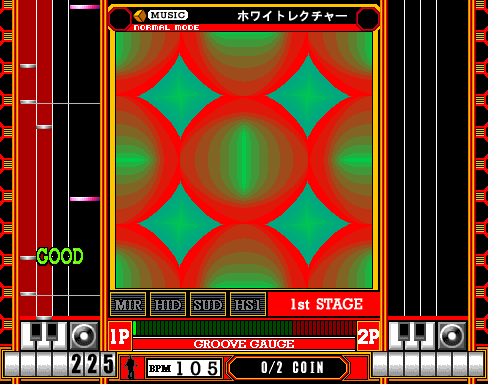 MUSIC ホワイトレクチャー
NORMAL MODE
GOOD
MIR HID SUD HS1 1st STAGE
1P 2P
GROOVE GAUGE
225 BPM 105 0/2 COIN